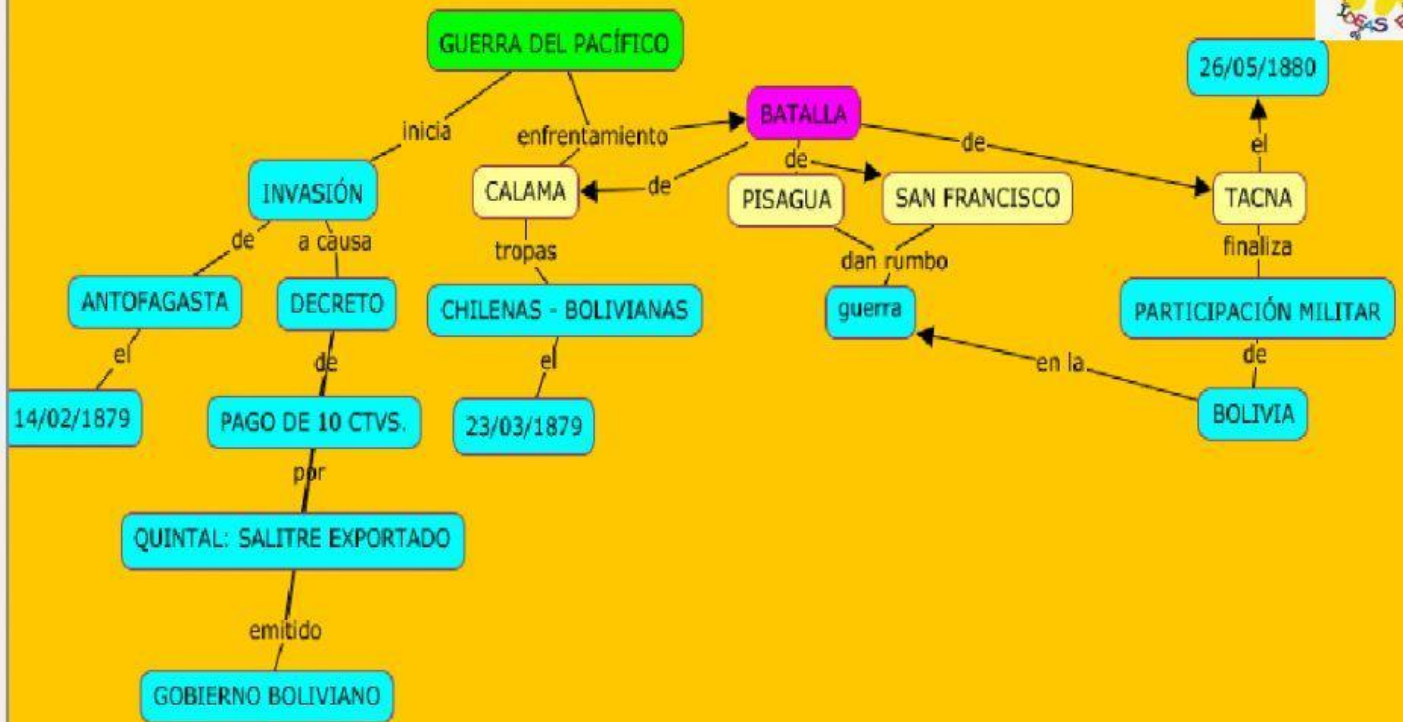 GUERRA DEL PACÍFICO
IDEAS
26/05/1880
BATALLA
inicia
enfrentamiento
de
el
de
INVASIÓN
CALAMA
de
PISAGUA
SAN FRANCISCO
TACNA
de
a causa
tropas
dan rumbo
finaliza
ANTOFAGASTA
DECRETO
CHILENAS - BOLIVIANAS
guerra
PARTICIPACIÓN MILITAR
el
de
el
en la
de
14/02/1879
PAGO DE 10 CTVS.
23/03/1879
BOLIVIA
por
QUINTAL: SALITRE EXPORTADO
emitido
GOBIERNO BOLIVIANO